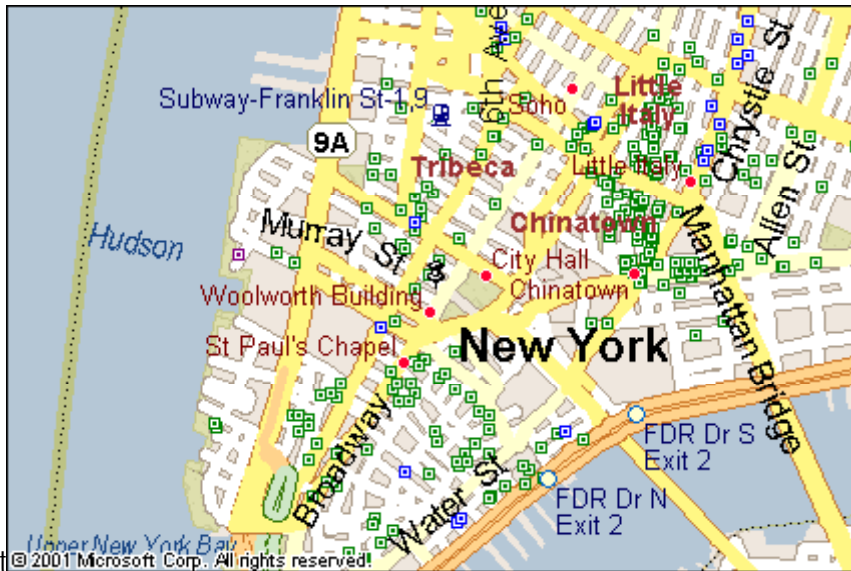 6th Ave
Chrystie St
Subway-Franklin St-1,9
Soho
Little
Italy
9A
Tribeca
Little Italy
Allen St
Hudson
Murray St
Chinatown
City Hall
Manhattan Bridge
Woolworth Building
Chinatown
St Paul's Chapel
New York
Broadway
FDR Dr S
Exit 2
Water St
FDR Dr N
Exit 2
Upper New York Bay
t
© 2001 Microsoft Corp. All rights reserved.